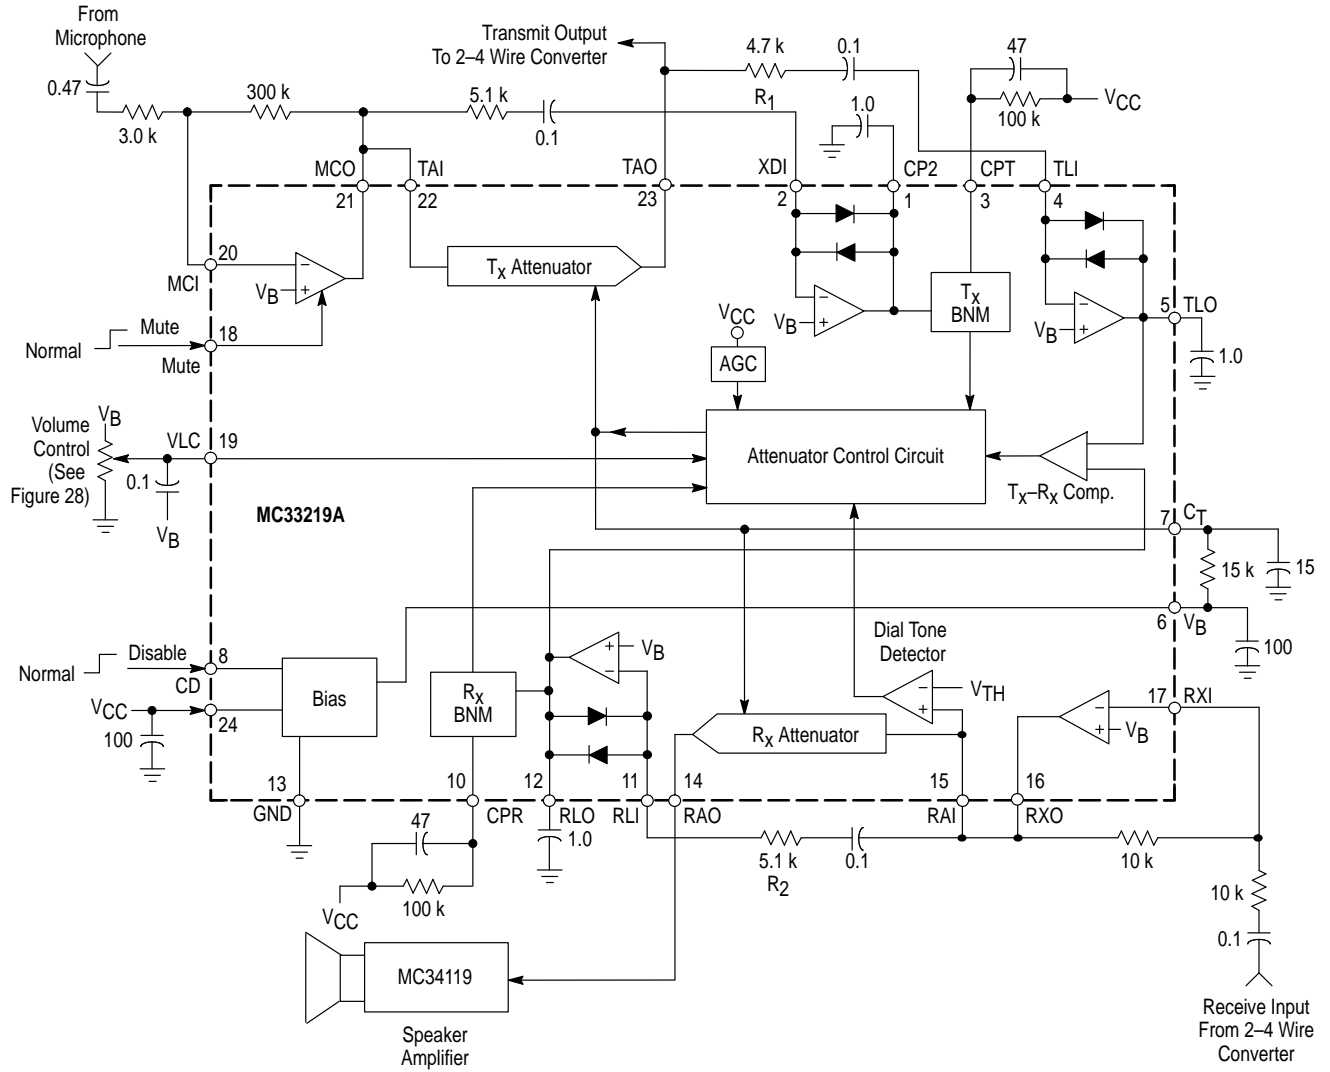 From
Microphone
0.47
3.0 k
300 k
5.1 k
0.1
Transmit Output
To 2–4 Wire Converter
4.7 k
R1
0.1
1.0
47
100 k
VCC
MCO
TAI
TAO
XDI
CP2
CPT
TLI
21
22
23
2
1
3
4
20
MCI
VB
–
+
Tx Attenuator
VB
–
+
Tx
BNM
VB
–
+
5
TLO
1.0
Normal
Mute
18
Mute
VCC
AGC
Volume
Control
(See
Figure 28)
VB
VLC
19
0.1
VB
Attenuator Control Circuit
Tx–Rx Comp.
MC33219A
7
CT
15 k
15
6
VB
100
Normal
Disable
8
CD
VCC
24
100
Bias
Rx
BNM
+
–
VB
Dial Tone
Detector
–
+
VTH
Rx Attenuator
–
+
VB
17
RXI
13
GND
10
CPR
12
RLO
11
RLI
14
RAO
15
RAI
16
RXO
47
100 k
VCC
1.0
5.1 k
R2
0.1
10 k
10 k
0.1
Receive Input
From 2–4 Wire
Converter
MC34119
Speaker
Amplifier